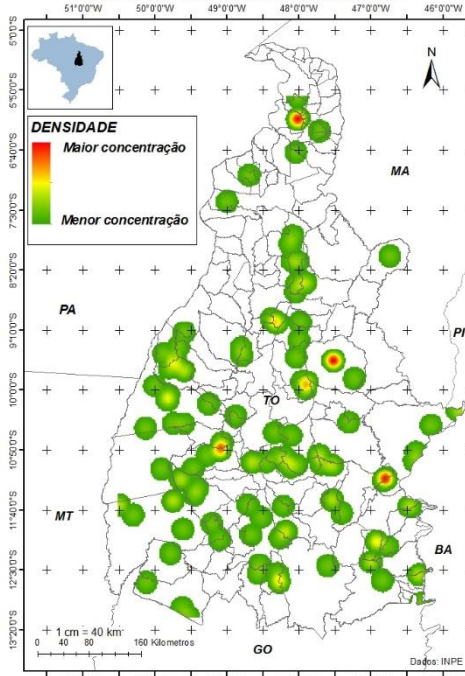 51°0'0"O 50°0'0"O 49°0'0"O 48°0'0"O 47°0'0"O 46°0'0"O
5°0'0"S
5°50'0"S
6°40'0"S
7°30'0"S
8°20'0"S
9°10'0"S
10°0'0"S
10°50'0"S
11°40'0"S
12°30'0"S
13°20'0"S
N
DENSIDADE
Maior concentração
Menor concentração
MA
PA
PI
TO
MT
BA
GO
1 cm = 40 km
0 40 80 160 Kilometros
Dados: INPE